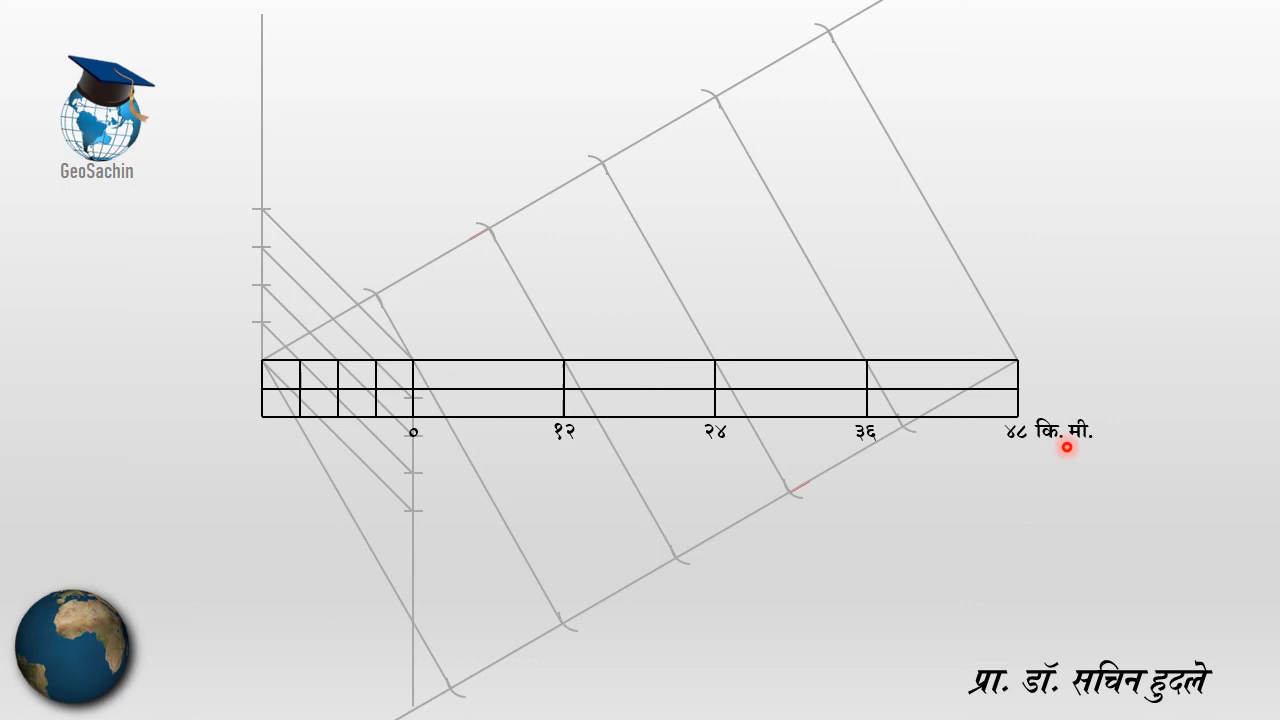 GeoSachin
० १२ २४ ३६ ४८ कि. मी.
प्रा. डॉ. सचिन हुदले